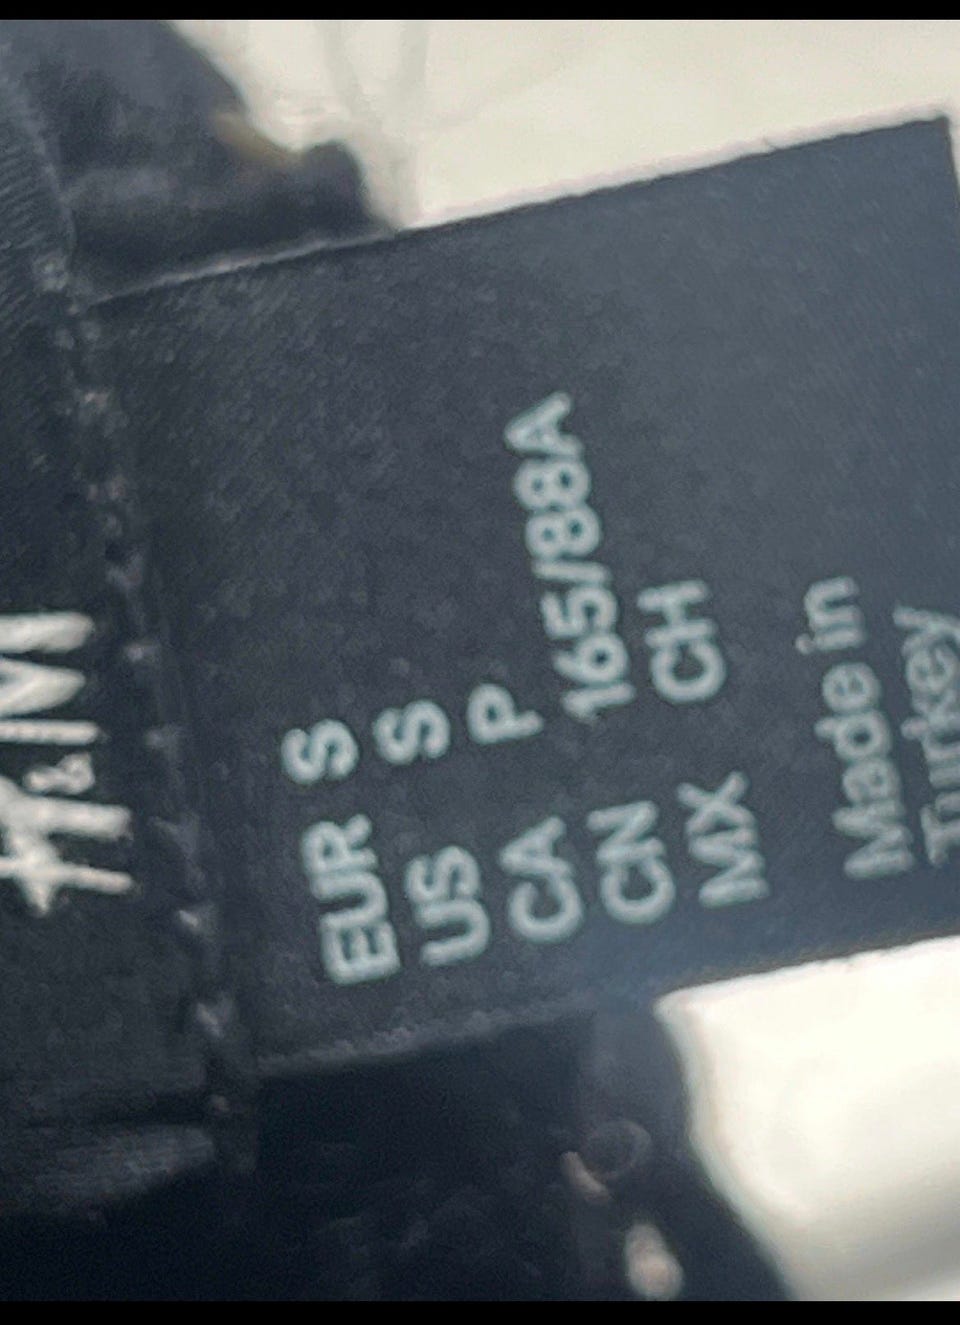 H&M
EUR S
US S
CA P
CN 165/88A
MX CH
Made in
Turkey